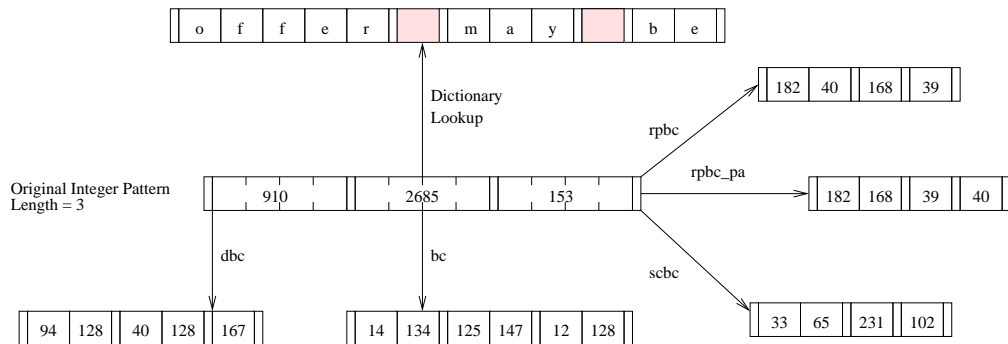 o f f e r m a y b e
182 40 168 39
Dictionary
Lookup
rpbc
rpbc_pa
Original Integer Pattern
Length = 3
910 2685 153
182 168 39 40
dbc
bc
scbc
94 128 40 128 167
14 134 125 147 12 128
33 65 231 102